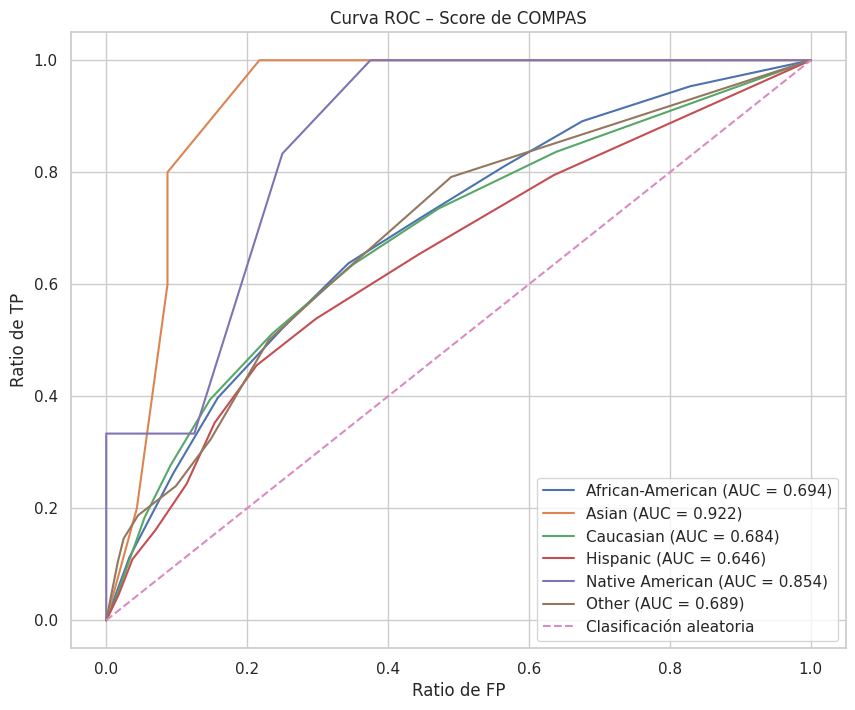 Curva ROC – Score de COMPAS
Ratio de TP
1.0
0.8
0.6
0.4
0.2
0.0
0.0 0.2 0.4 0.6 0.8 1.0
Ratio de FP
African-American (AUC = 0.694)
Asian (AUC = 0.922)
Caucasian (AUC = 0.684)
Hispanic (AUC = 0.646)
Native American (AUC = 0.854)
Other (AUC = 0.689)
Clasificación aleatoria